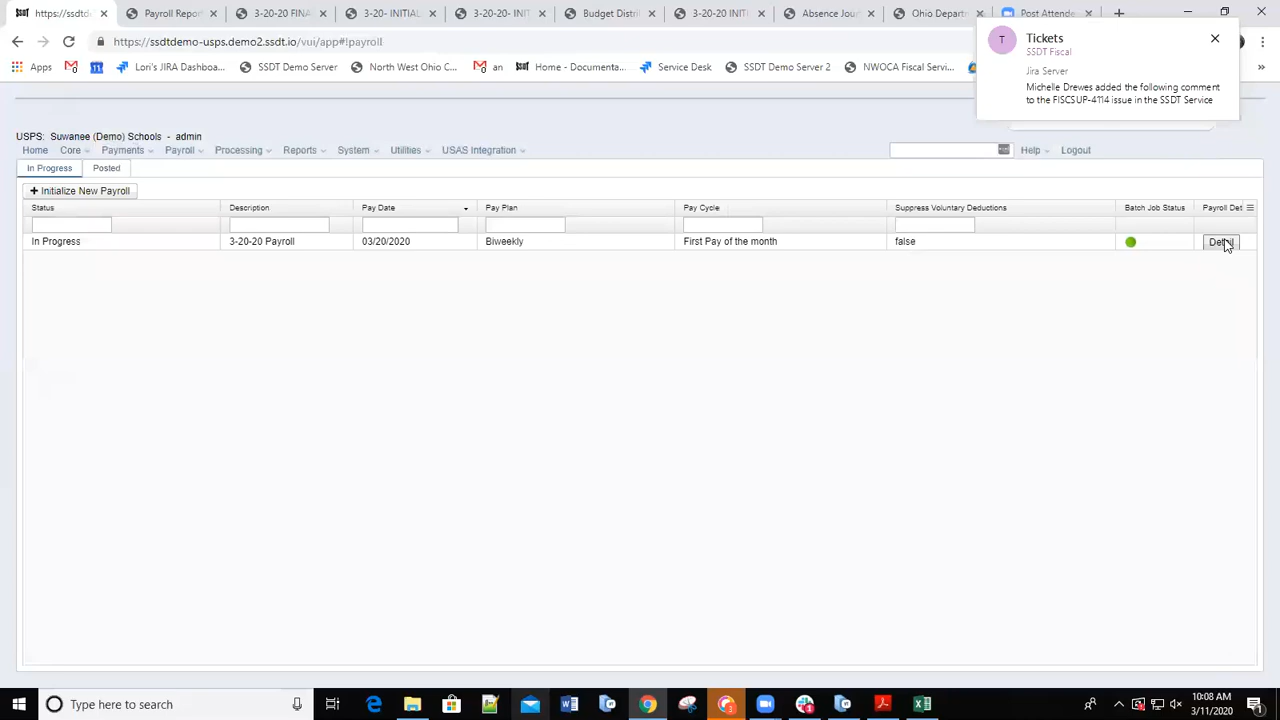 https://ssdtd
Payroll Report
3-20-20 FINA
3-20- INITIAL
3-20-20- INIT
Budget Distri
3-20-20 INITI
Absence Jour
Ohio Departm
Post Attende
https://ssdtdemo-usps.demo2.ssdt.io/vui/app#!payroll
Apps
Lori's JIRA Dashboa...
SSDT Demo Server
North West Ohio C...
an
Home - Documenta...
Service Desk
SSDT Demo Server 2
NWOCA Fiscal Servi...
T
Tickets
SSDT Fiscal
Jira Server
Michelle Drewes added the following comment
to the FISCSUP-4114 issue in the SSDT Service
USPS: Suwanee (Demo) Schools - admin
Home Core Payments Payroll Processing Reports System Utilities USAS Integration Help Logout
In Progress Posted
+ Initialize New Payroll
Status Description Pay Date Pay Plan Pay Cycle Suppress Voluntary Deductions Batch Job Status Payroll Det
In Progress 3-20-20 Payroll 03/20/2020 Biweekly First Pay of the month false
Type here to search
10:08 AM
3/11/2020